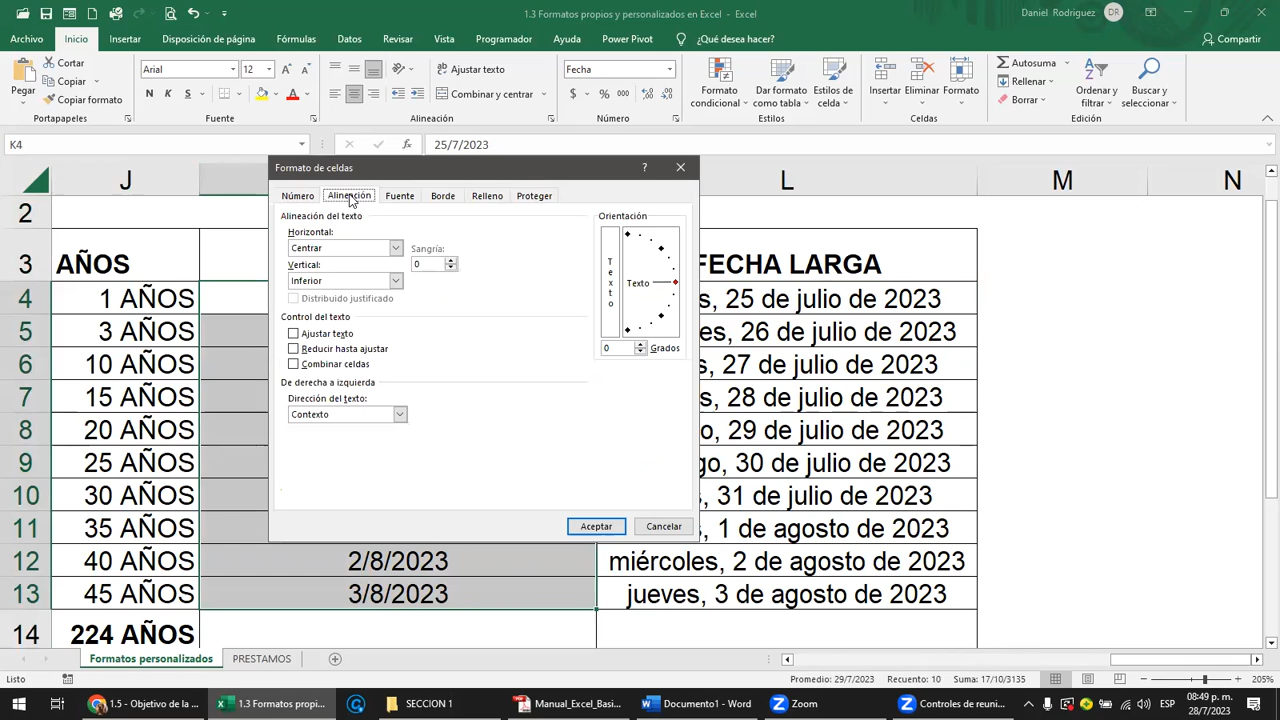 1.3 Formatos propios y personalizados en Excel - Excel
Daniel Rodriguez DR
Archivo Inicio Insertar Disposición de página Fórmulas Datos Revisar Vista Programador Ayuda Power Pivot ¿Qué desea hacer? Compartir
Pegar
Cortar
Copiar
Copiar formato
Portapapeles
Arial 12
N K S
Fuente
Ajustar texto
Combinar y centrar
Alineación
Fecha
$ % 000
Número
Formato condicional
Dar formato como tabla
Estilos de celda
Estilos
Insertar Eliminar Formato
Celdas
Autosuma
Rellenar
Borrar
Ordenar y filtrar
Buscar y seleccionar
Edición
K4 fx 25/7/2023
J L M N
2
3 AÑOS FECHA LARGA
4 1 AÑOS s, 25 de julio de 2023
5 3 AÑOS es, 26 de julio de 2023
6 10 AÑOS , 27 de julio de 2023
7 15 AÑOS , 28 de julio de 2023
8 20 AÑOS o, 29 de julio de 2023
9 25 AÑOS go, 30 de julio de 2023
10 30 AÑOS , 31 de julio de 2023
11 35 AÑOS , 1 de agosto de 2023
12 40 AÑOS 2/8/2023 miércoles, 2 de agosto de 2023
13 45 AÑOS 3/8/2023 jueves, 3 de agosto de 2023
14 224 AÑOS
Formato de celdas ?
Número Alineación Fuente Borde Relleno Proteger
Alineación del texto
Horizontal:
Centrar
Sangría:
0
Vertical:
Inferior
Distribuido justificado
Control del texto
Ajustar texto
Reducir hasta ajustar
Combinar celdas
De derecha a izquierda
Dirección del texto:
Contexto
Orientación
Texto
Texto
0 Grados
Aceptar Cancelar
Formatos personalizados PRESTAMOS
Listo Promedio: 29/7/2023 Recuento: 10 Suma: 17/10/3135 205%
1.5 - Objetivo de la ... 1.3 Formatos propi... SECCION 1 Manual_Excel_Basi... Documento1 - Word Zoom Controles de reuni... ESP 08:49 p. m.
28/7/2023